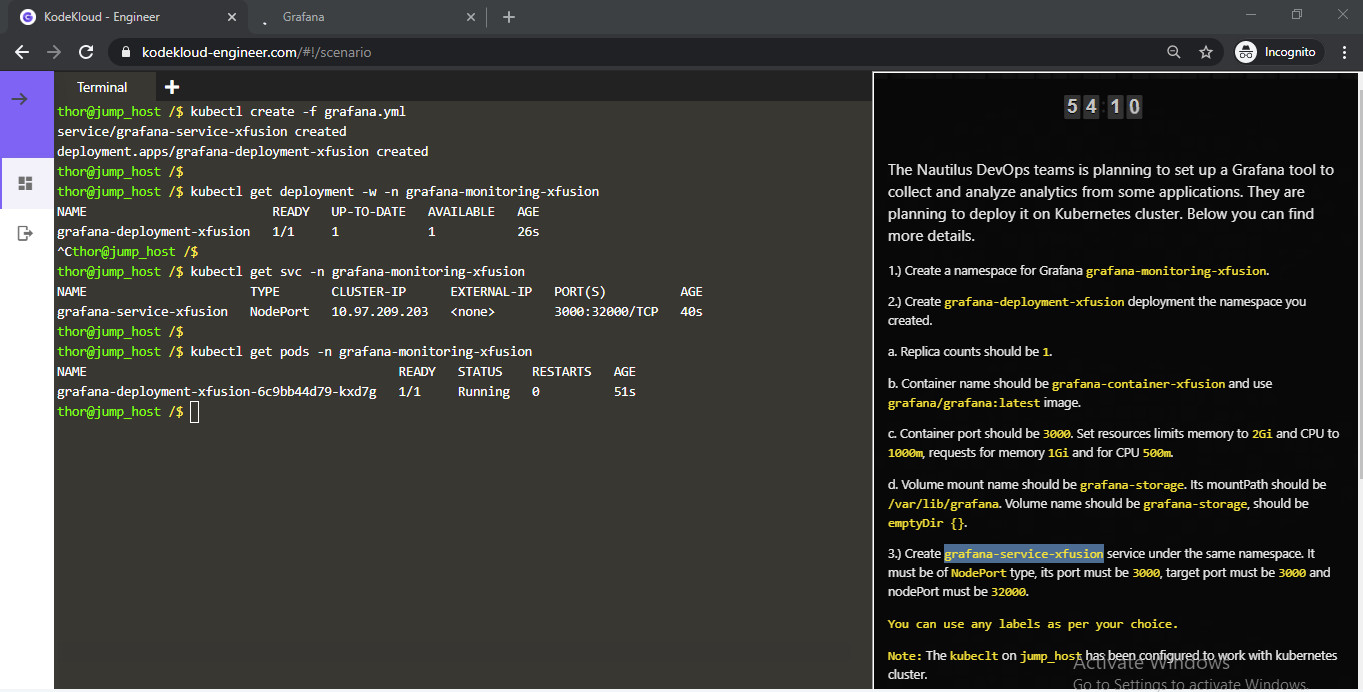 KodeKloud - Engineer
Grafana
kodekloud-engineer.com/#!/scenario
Incognito
Terminal
thor@jump_host /$ kubectl create -f grafana.yml
service/grafana-service-xfusion created
deployment.apps/grafana-deployment-xfusion created
thor@jump_host /$
thor@jump_host /$ kubectl get deployment -w -n grafana-monitoring-xfusion
NAME READY UP-TO-DATE AVAILABLE AGE
grafana-deployment-xfusion 1/1 1 1 26s
^Cthor@jump_host /$
thor@jump_host /$ kubectl get svc -n grafana-monitoring-xfusion
NAME TYPE CLUSTER-IP EXTERNAL-IP PORT(S) AGE
grafana-service-xfusion NodePort 10.97.209.203 <none> 3000:32000/TCP 40s
thor@jump_host /$
thor@jump_host /$ kubectl get pods -n grafana-monitoring-xfusion
NAME READY STATUS RESTARTS AGE
grafana-deployment-xfusion-6c9bb44d79-kxd7g 1/1 Running 0 51s
thor@jump_host /$
54:10
The Nautilus DevOps teams is planning to set up a Grafana tool to
collect and analyze analytics from some applications. They are
planning to deploy it on Kubernetes cluster. Below you can find
more details.
1.) Create a namespace for Grafana grafana-monitoring-xfusion.
2.) Create grafana-deployment-xfusion deployment the namespace you
created.
a. Replica counts should be 1.
b. Container name should be grafana-container-xfusion and use
grafana/grafana:latest image.
c. Container port should be 3000. Set resources limits memory to 2Gi and CPU to
1000m, requests for memory 1Gi and for CPU 500m.
d. Volume mount name should be grafana-storage. Its mountPath should be
/var/lib/grafana. Volume name should be grafana-storage, should be
emptyDir {}.
3.) Create grafana-service-xfusion service under the same namespace. It
must be of NodePort type, its port must be 3000, target port must be 3000 and
nodePort must be 32000.
You can use any labels as per your choice.
Note: The kubeclt on jump_host has been configured to work with kubernetes
cluster.
Activate Windows
Go to Settings to activate Windows.